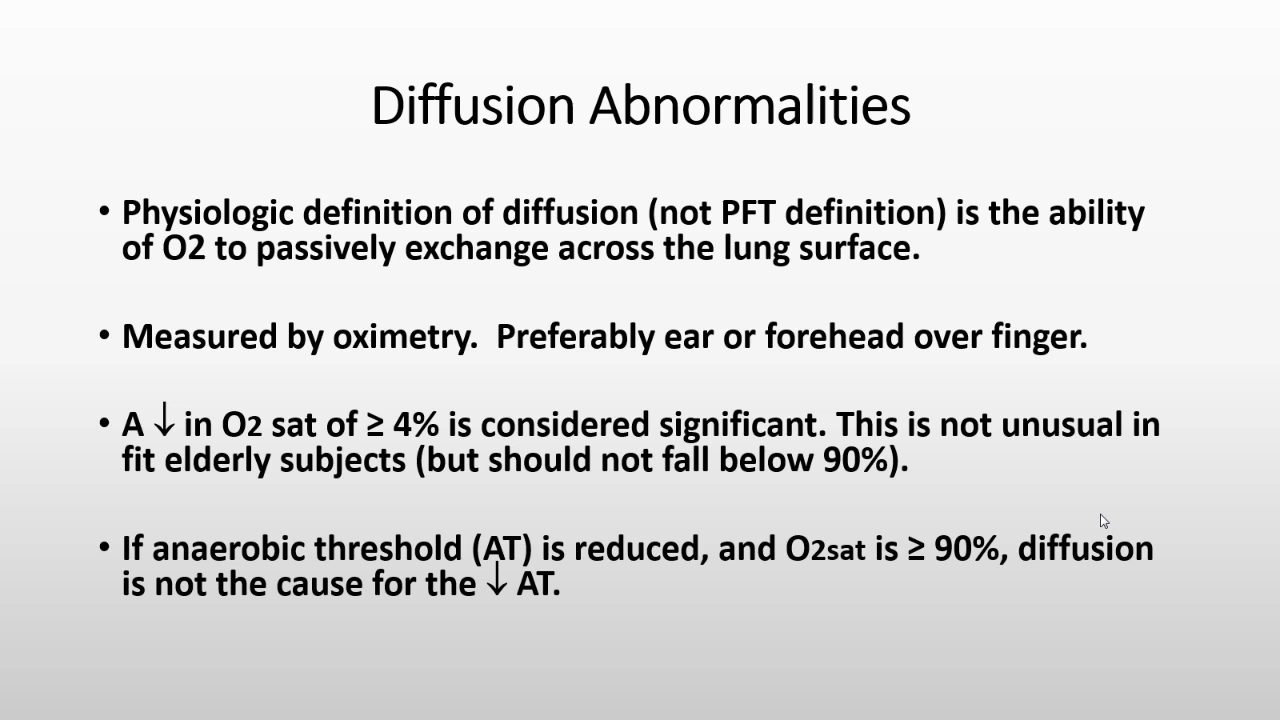 Diffusion Abnormalities
• Physiologic definition of diffusion (not PFT definition) is the ability
of O2 to passively exchange across the lung surface.
• Measured by oximetry.  Preferably ear or forehead over finger.
• A ↓ in O2 sat of ≥ 4% is considered significant. This is not unusual in
fit elderly subjects (but should not fall below 90%).
• If anaerobic threshold (AT) is reduced, and O2sat is ≥ 90%, diffusion
is not the cause for the ↓ AT.